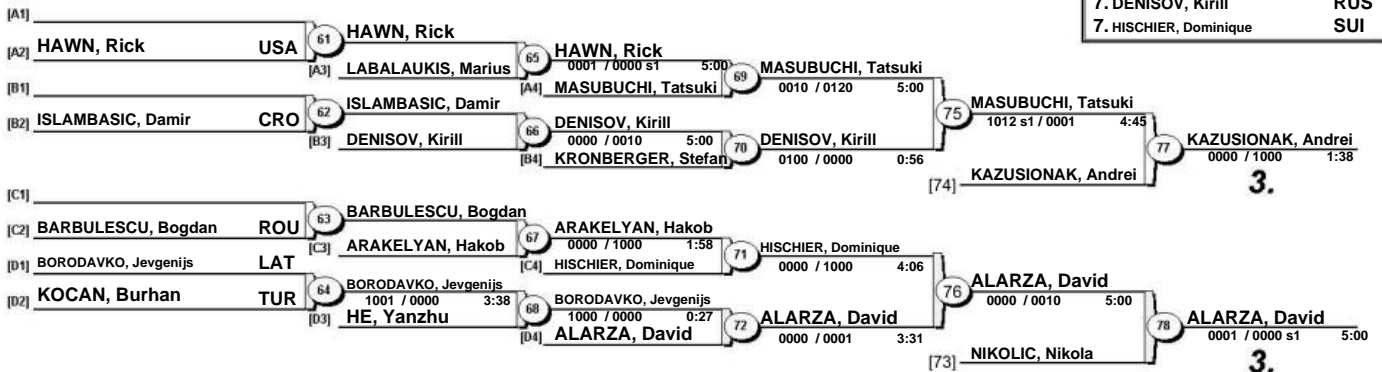 7. DENISOV, Kirill RUS
7. HISCHIER, Dominique SUI
[A1]
[A2] HAWN, Rick USA
61 HAWN, Rick
[A3] LABALAUKIS, Marius
65 HAWN, Rick
0001 / 0000 s1 5:00
[A4] MASUBUCHI, Tatsuki
69 MASUBUCHI, Tatsuki
0010 / 0120 5:00
[B1]
[B2] ISLAMBASIC, Damir CRO
62 ISLAMBASIC, Damir
[B3] DENISOV, Kirill
66 DENISOV, Kirill
0000 / 0010 5:00
[B4] KRONBERGER, Stefan
70 DENISOV, Kirill
0100 / 0000 0:56
75 MASUBUCHI, Tatsuki
1012 s1 / 0001 4:45
[74] KAZUSIONAK, Andrei
77 KAZUSIONAK, Andrei
0000 / 1000 1:38
3.
[C1]
[C2] BARBULESCU, Bogdan ROU
63 BARBULESCU, Bogdan
[C3] ARAKELYAN, Hakob
67 ARAKELYAN, Hakob
0000 / 1000 1:58
[C4] HISCHIER, Dominique
71 HISCHIER, Dominique
0000 / 1000 4:06
[D1] BORODAVKO, Jevgenijs LAT
[D2] KOCAN, Burhan TUR
64 BORODAVKO, Jevgenijs
1001 / 0000 3:38
[D3] HE, Yanzhu
68 BORODAVKO, Jevgenijs
1000 / 0000 0:27
[D4] ALARZA, David
72 ALARZA, David
0000 / 0001 3:31
76 ALARZA, David
0000 / 0010 5:00
[73] NIKOLIC, Nikola
78 ALARZA, David
0001 / 0000 s1 5:00
3.